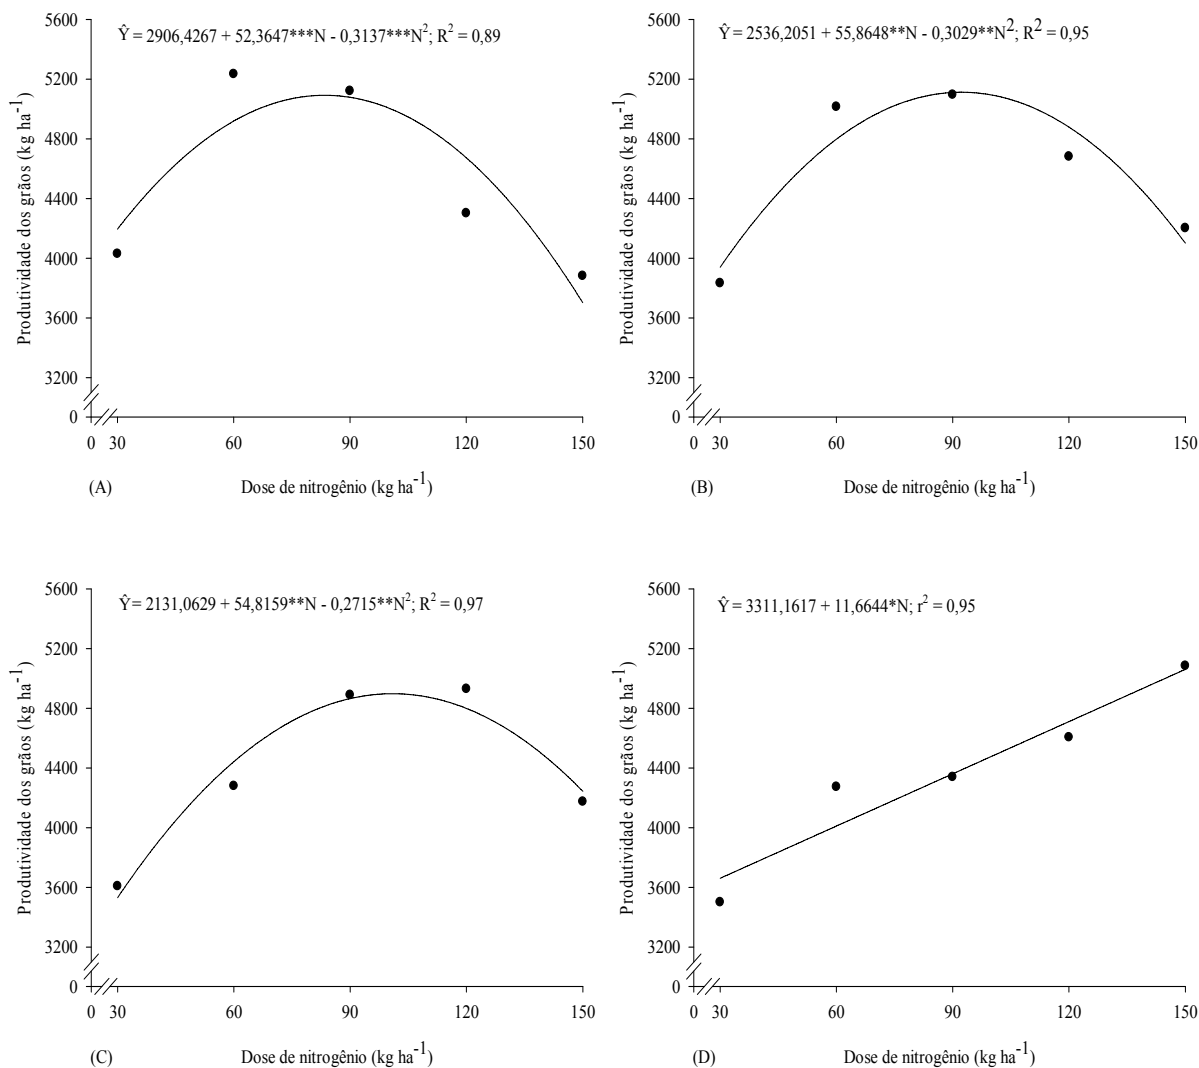 Ŷ = 2906,4267 + 52,3647***N - 0,3137***N²; R² = 0,89
Produtividade dos grãos (kg ha⁻¹)
5600
5200
4800
4400
4000
3600
3200
0
0 30 60 90 120 150
(A) Dose de nitrogênio (kg ha⁻¹)
Ŷ = 2536,2051 + 55,8648**N - 0,3029**N²; R² = 0,95
Produtividade dos grãos (kg ha⁻¹)
5600
5200
4800
4400
4000
3600
3200
0
0 30 60 90 120 150
(B) Dose de nitrogênio (kg ha⁻¹)
Ŷ= 2131,0629 + 54,8159**N - 0,2715**N²; R² = 0,97
Produtividade dos grãos (kg ha⁻¹)
5600
5200
4800
4400
4000
3600
3200
0
0 30 60 90 120 150
(C) Dose de nitrogênio (kg ha⁻¹)
Ŷ = 3311,1617 + 11,6644*N; r² = 0,95
Produtividade dos grãos (kg ha⁻¹)
5600
5200
4800
4400
4000
3600
3200
0
0 30 60 90 120 150
(D) Dose de nitrogênio (kg ha⁻¹)